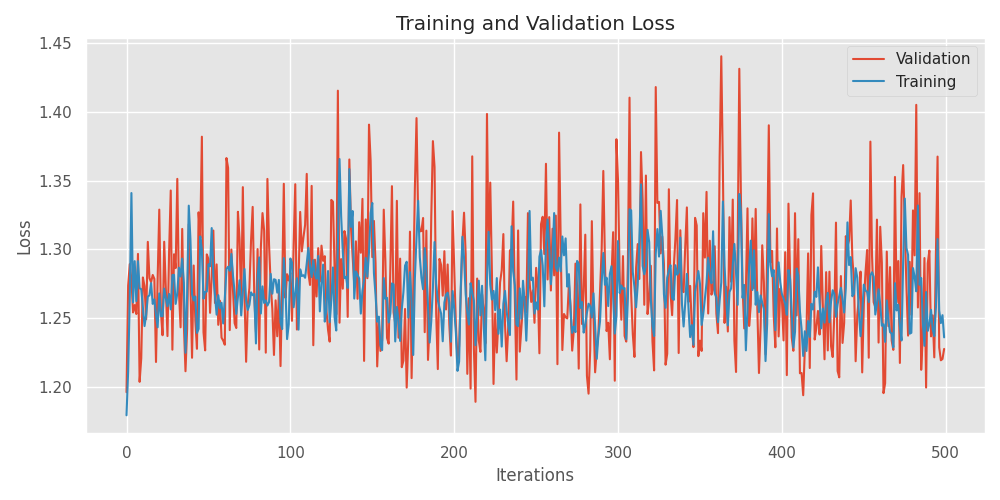 Training and Validation Loss
1.45
1.40
1.35
1.30
1.25
1.20
Loss
Validation
Training
0
100
200
300
400
500
Iterations